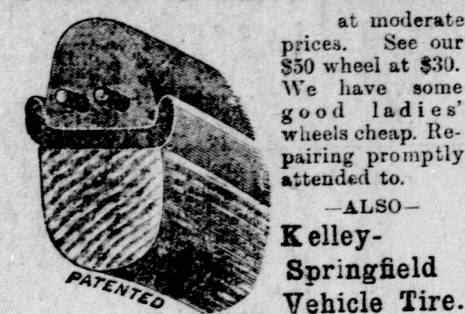 at moderate
prices. See our
$50 wheel at $30.
We have some
good ladies'
wheels cheap. Re-
pairing promptly
attended to.
—ALSO—
Kelley-
Springfield
Vehicle Tire.
PATENTED